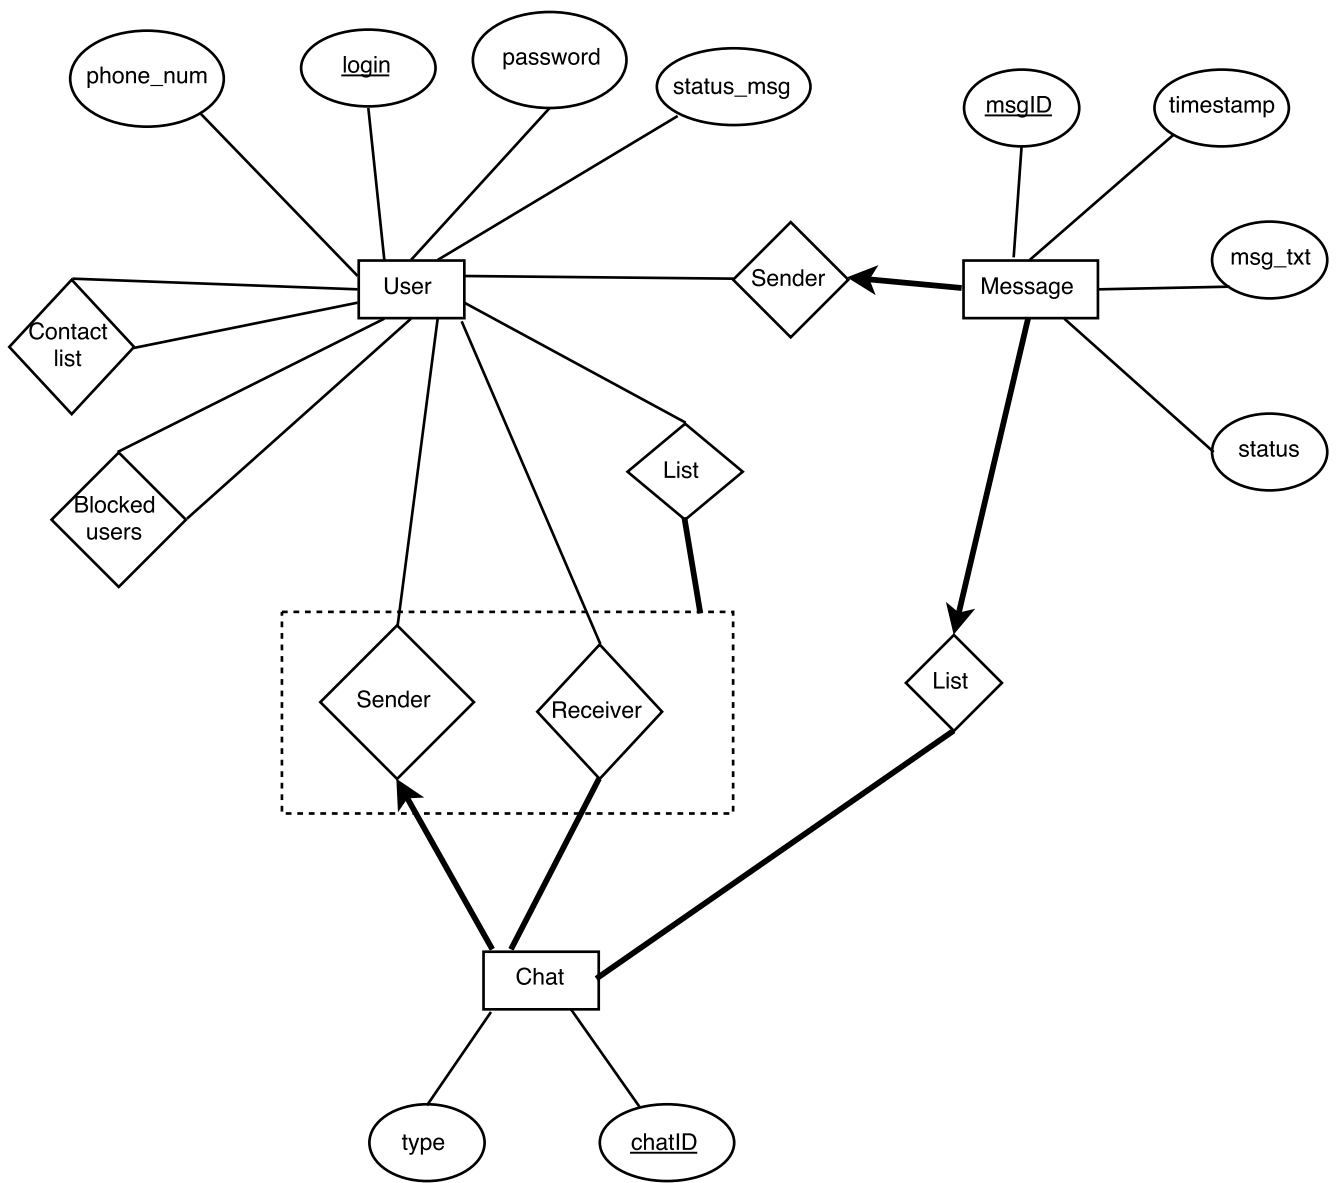 phone_num
login
password
status_msg
msgID
timestamp
msg_txt
status
User
Sender
Message
Contact
list
Blocked
users
List
Sender
Receiver
List
Chat
type
chatID